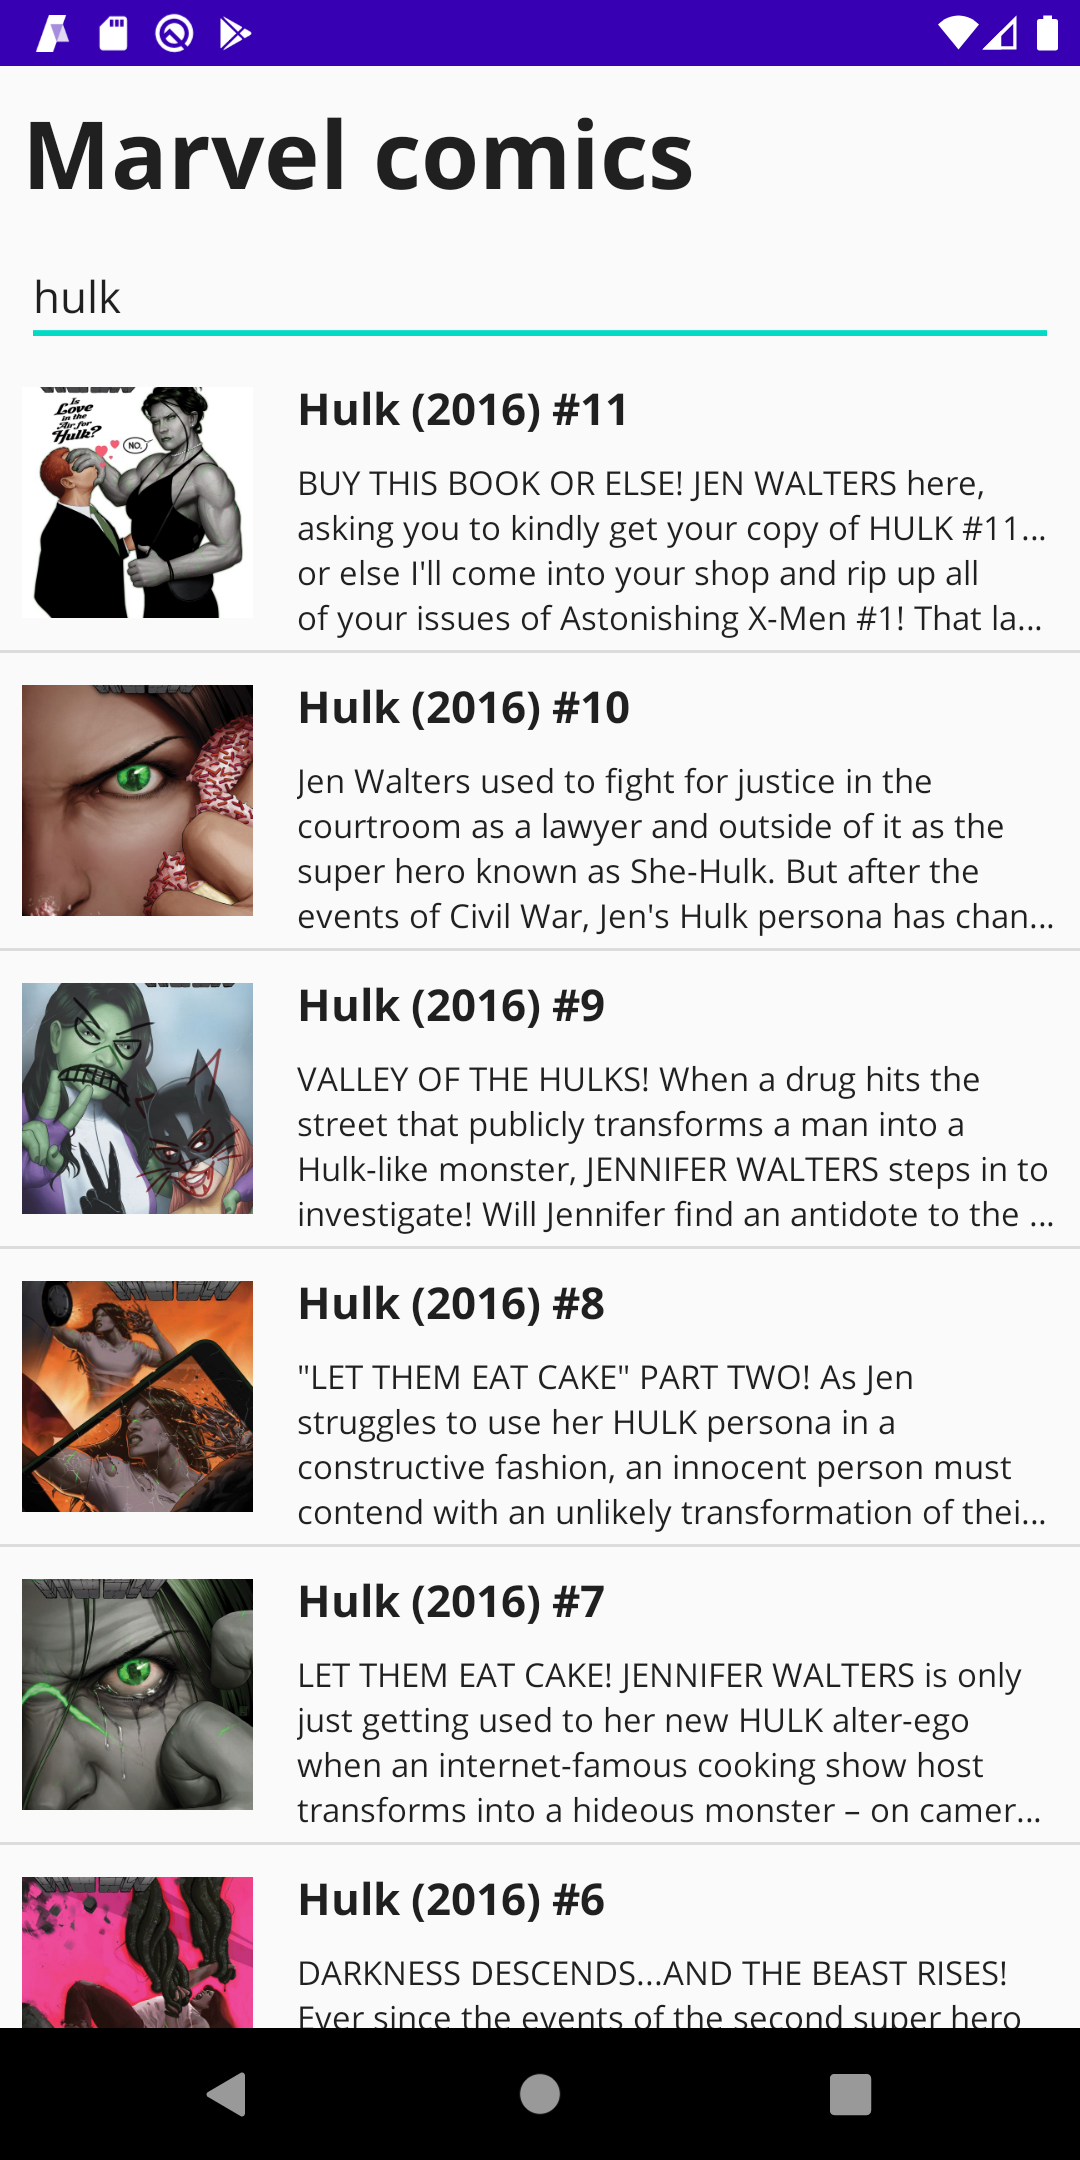 Marvel comics
hulk
Is
Love
in the
Air for
Hulk?
NO.
Hulk (2016) #11
BUY THIS BOOK OR ELSE! JEN WALTERS here,
asking you to kindly get your copy of HULK #11...
or else I'll come into your shop and rip up all
of your issues of Astonishing X-Men #1! That la...
Hulk (2016) #10
Jen Walters used to fight for justice in the
courtroom as a lawyer and outside of it as the
super hero known as She-Hulk. But after the
events of Civil War, Jen's Hulk persona has chan...
Hulk (2016) #9
VALLEY OF THE HULKS! When a drug hits the
street that publicly transforms a man into a
Hulk-like monster, JENNIFER WALTERS steps in to
investigate! Will Jennifer find an antidote to the ...
Hulk (2016) #8
"LET THEM EAT CAKE" PART TWO! As Jen
struggles to use her HULK persona in a
constructive fashion, an innocent person must
contend with an unlikely transformation of thei...
Hulk (2016) #7
LET THEM EAT CAKE! JENNIFER WALTERS is only
just getting used to her new HULK alter-ego
when an internet-famous cooking show host
transforms into a hideous monster – on camer...
Hulk (2016) #6
DARKNESS DESCENDS...AND THE BEAST RISES!
Ever since the events of the second super hero